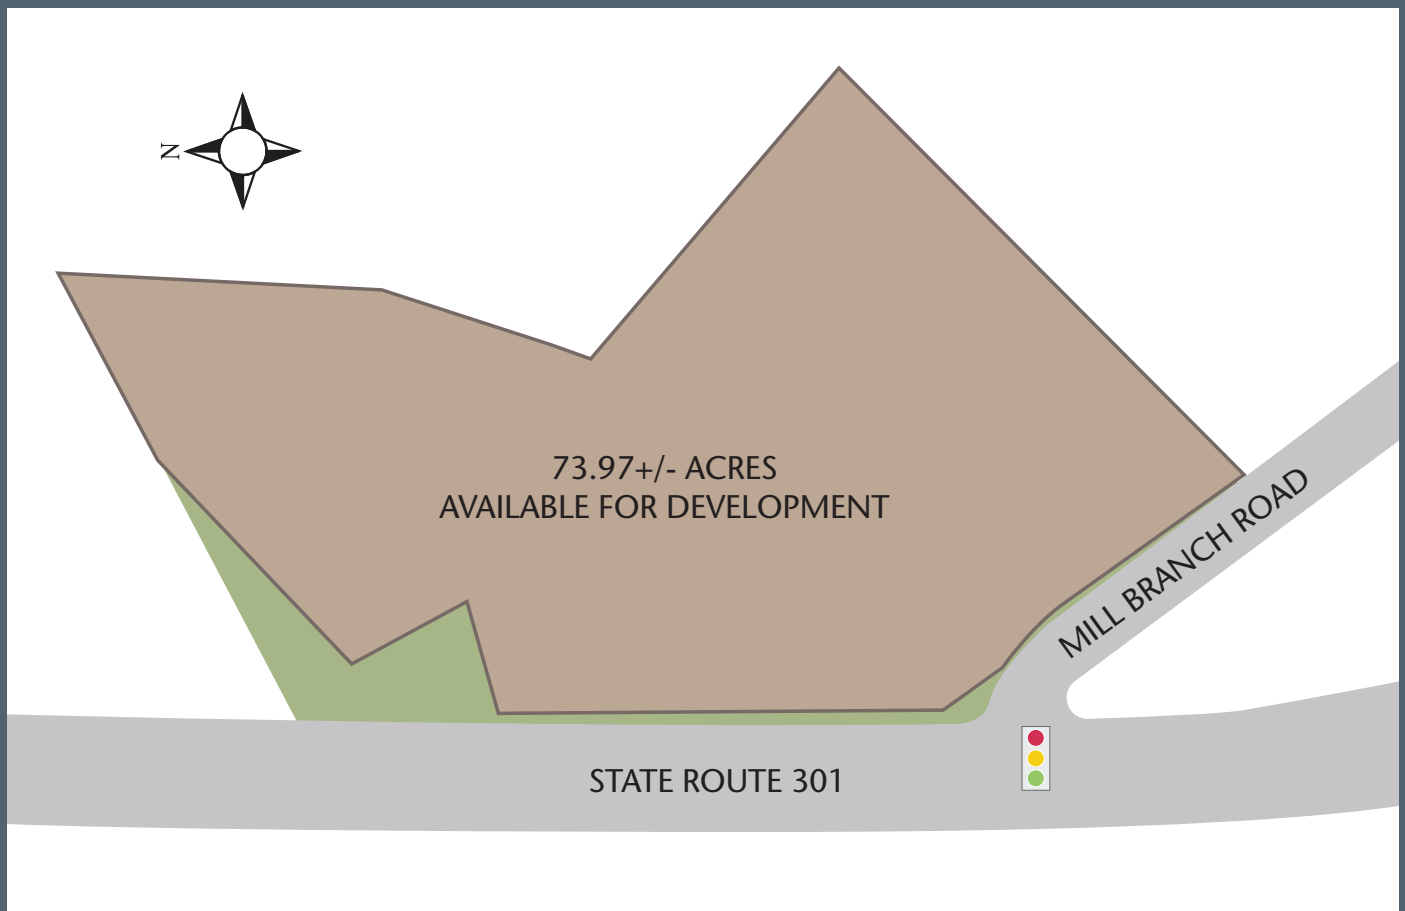 N
73.97+/- ACRES
AVAILABLE FOR DEVELOPMENT
MILL BRANCH ROAD
STATE ROUTE 301